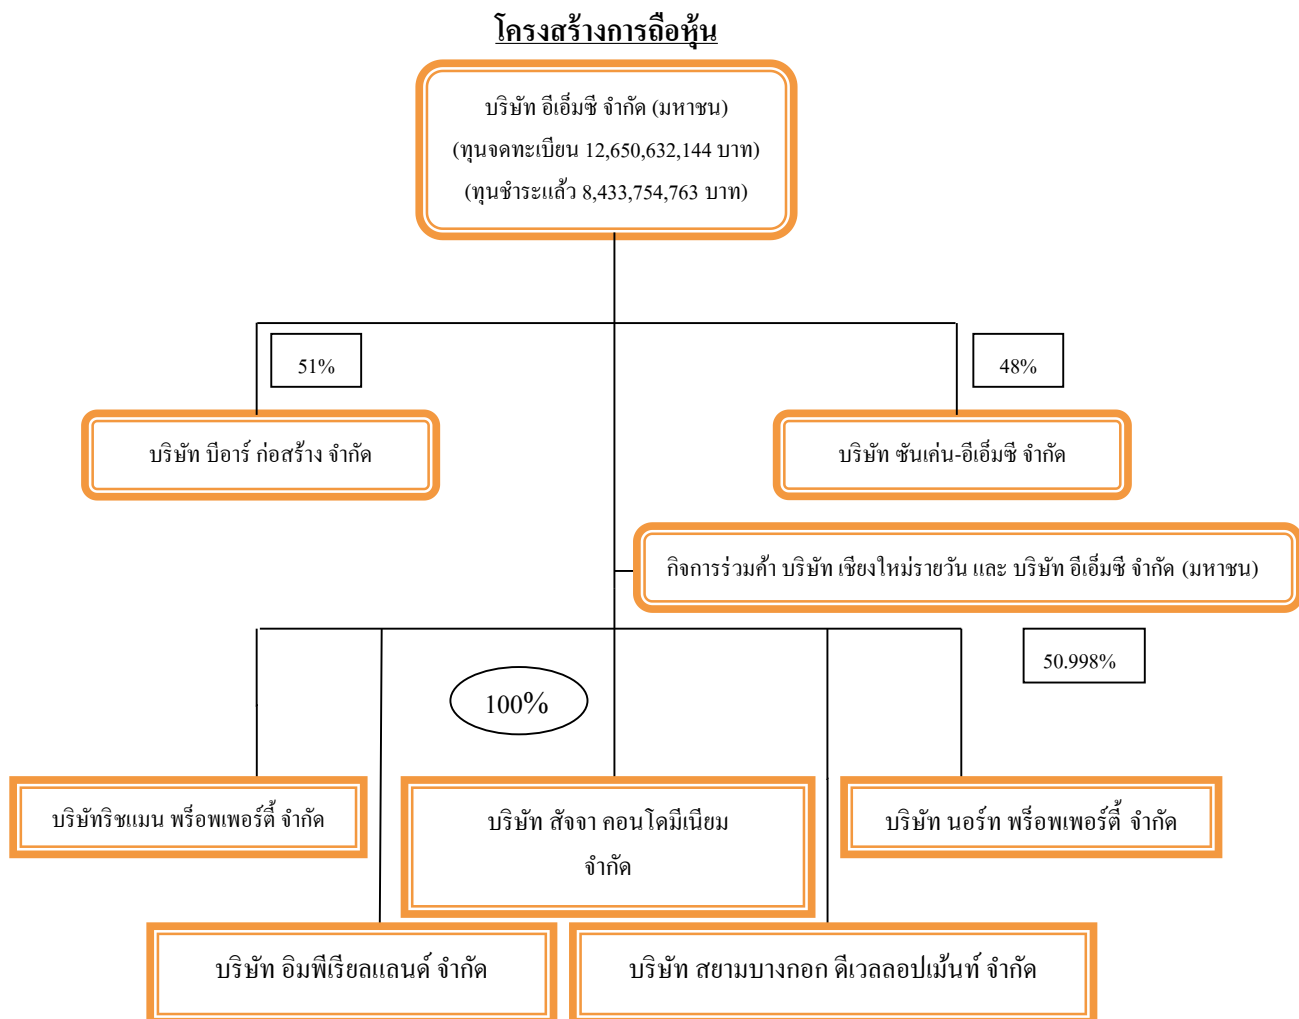 โครงสร้างการถือหุ้น
บริษัท อีเอ็มซี จำกัด (มหาชน)
(ทุนจดทะเบียน 12,650,632,144 บาท)
(ทุนชำระแล้ว 8,433,754,763 บาท)
51%
48%
บริษัท บีอาร์ ก่อสร้าง จำกัด
บริษัท ซันเค่น-อีเอ็มซี จำกัด
กิจการร่วมค้า บริษัท เชียงใหม่รายวัน และ บริษัท อีเอ็มซี จำกัด (มหาชน)
50.998%
100%
บริษัทริชแมน พร็อพเพอร์ตี้ จำกัด
บริษัท สัจจา คอนโดมีเนียม
จำกัด
บริษัท นอร์ท พร็อพเพอร์ตี้ จำกัด
บริษัท อิมพีเรียลแลนด์ จำกัด
บริษัท สยามบางกอก ดีเวลลอปเม้นท์ จำกัด